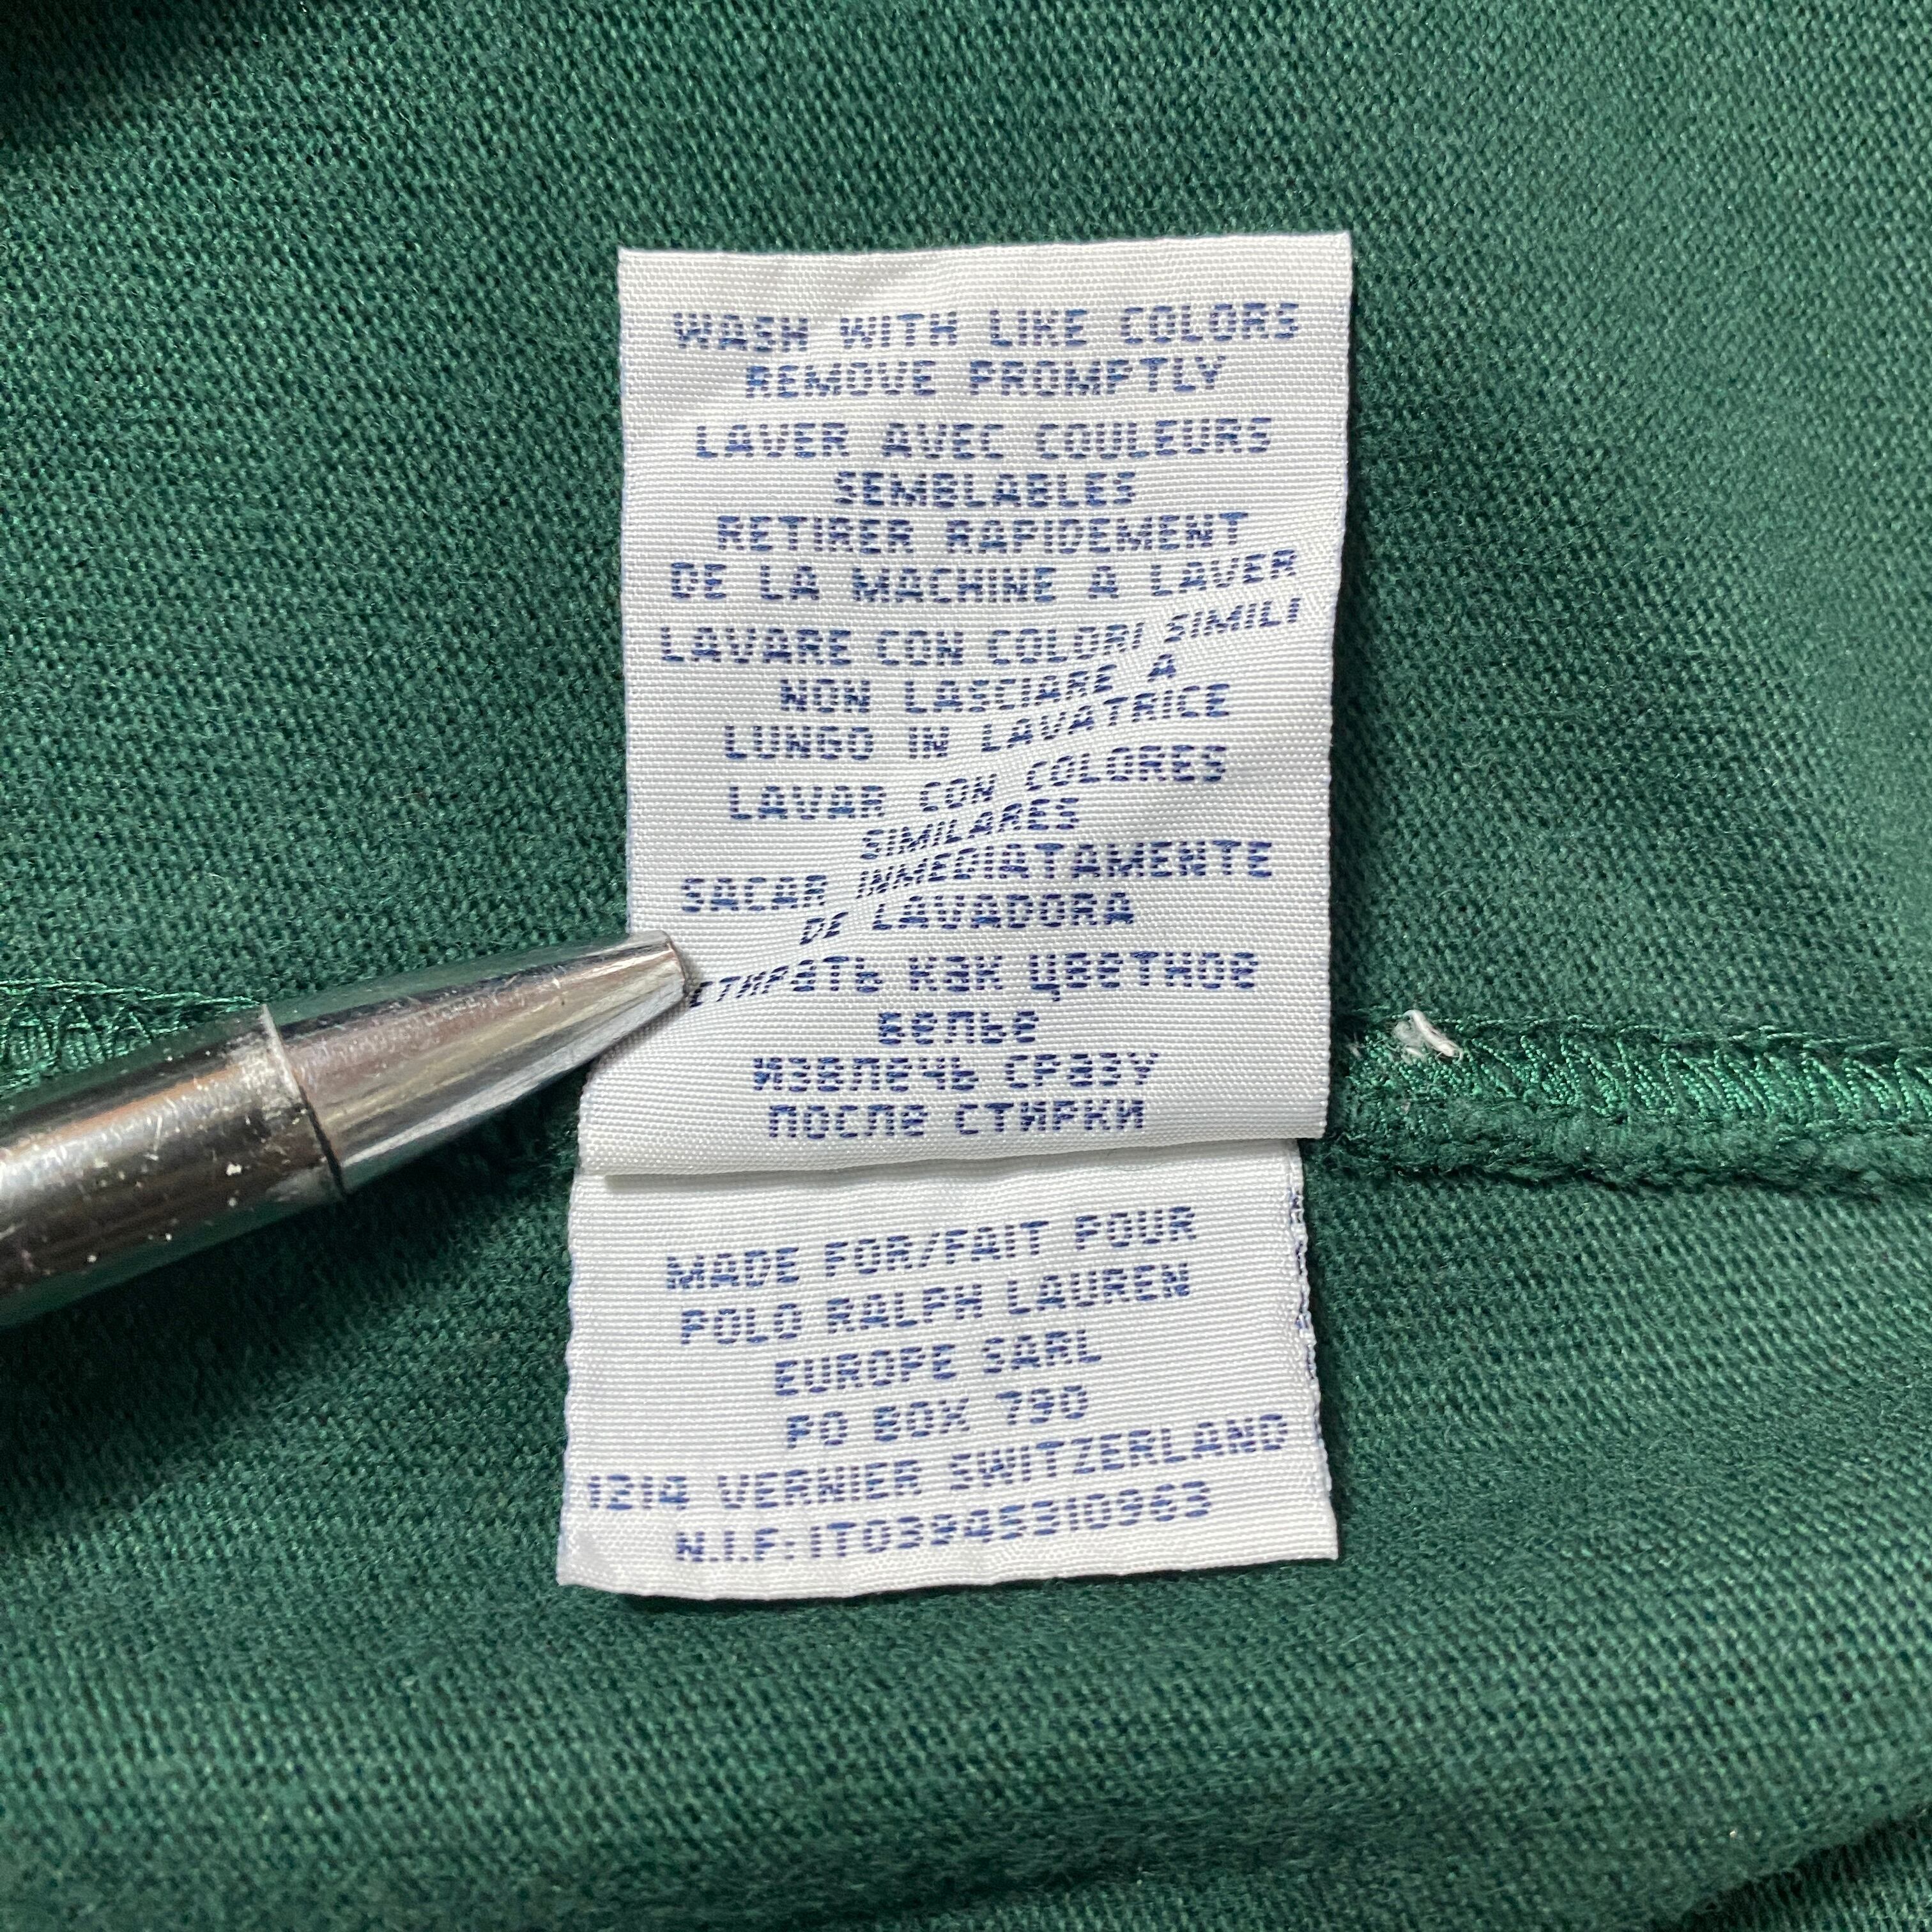 WASH WITH LIKE COLORS
REMOVE PROMPTLY
LAVER AVEC COULEURS
SEMBLABLES
RETIRER RAPIDEMENT
DE LA MACHINE A LAVER
LAVARE CON COLORI SIMILI
NON LASCIARE A
LUNGO IN LAVATRICE
LAVAR CON COLORES
SIMILARES
SACAR INMEDIATAMENTE
DE LAVADORA
СТИРАТЬ КАК ЦВЕТНОЕ
БЕЛЬЕ
ИЗВЛЕЧЬ СРАЗУ
ПОСЛЕ СТИРКИ
MADE FOR/FAIT POUR
POLO RALPH LAUREN
EUROPE SARL
PO BOX 790
1214 VERNIER SWITZERLAND
N.I.F:IT03945310963